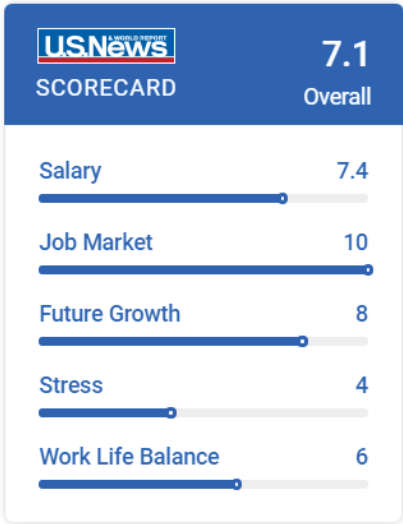 U.S.News
& WORLD REPORT
SCORECARD
7.1
Overall
Salary 7.4
Job Market 10
Future Growth 8
Stress 4
Work Life Balance 6